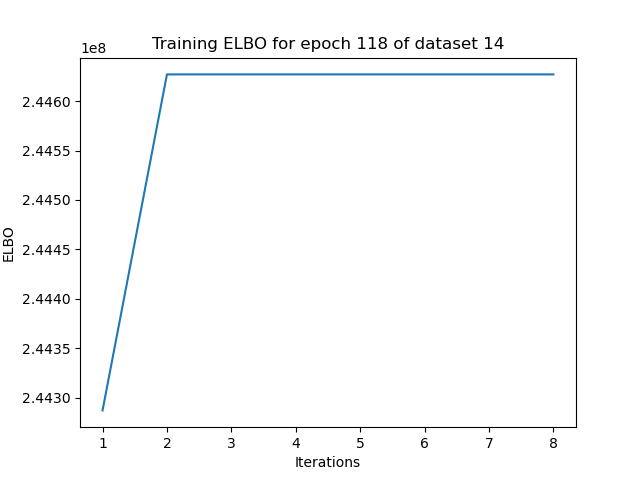 Training ELBO for epoch 118 of dataset 14
1e8
2.4460
2.4455
2.4450
2.4445
2.4440
2.4435
2.4430
ELBO
1 2 3 4 5 6 7 8
Iterations